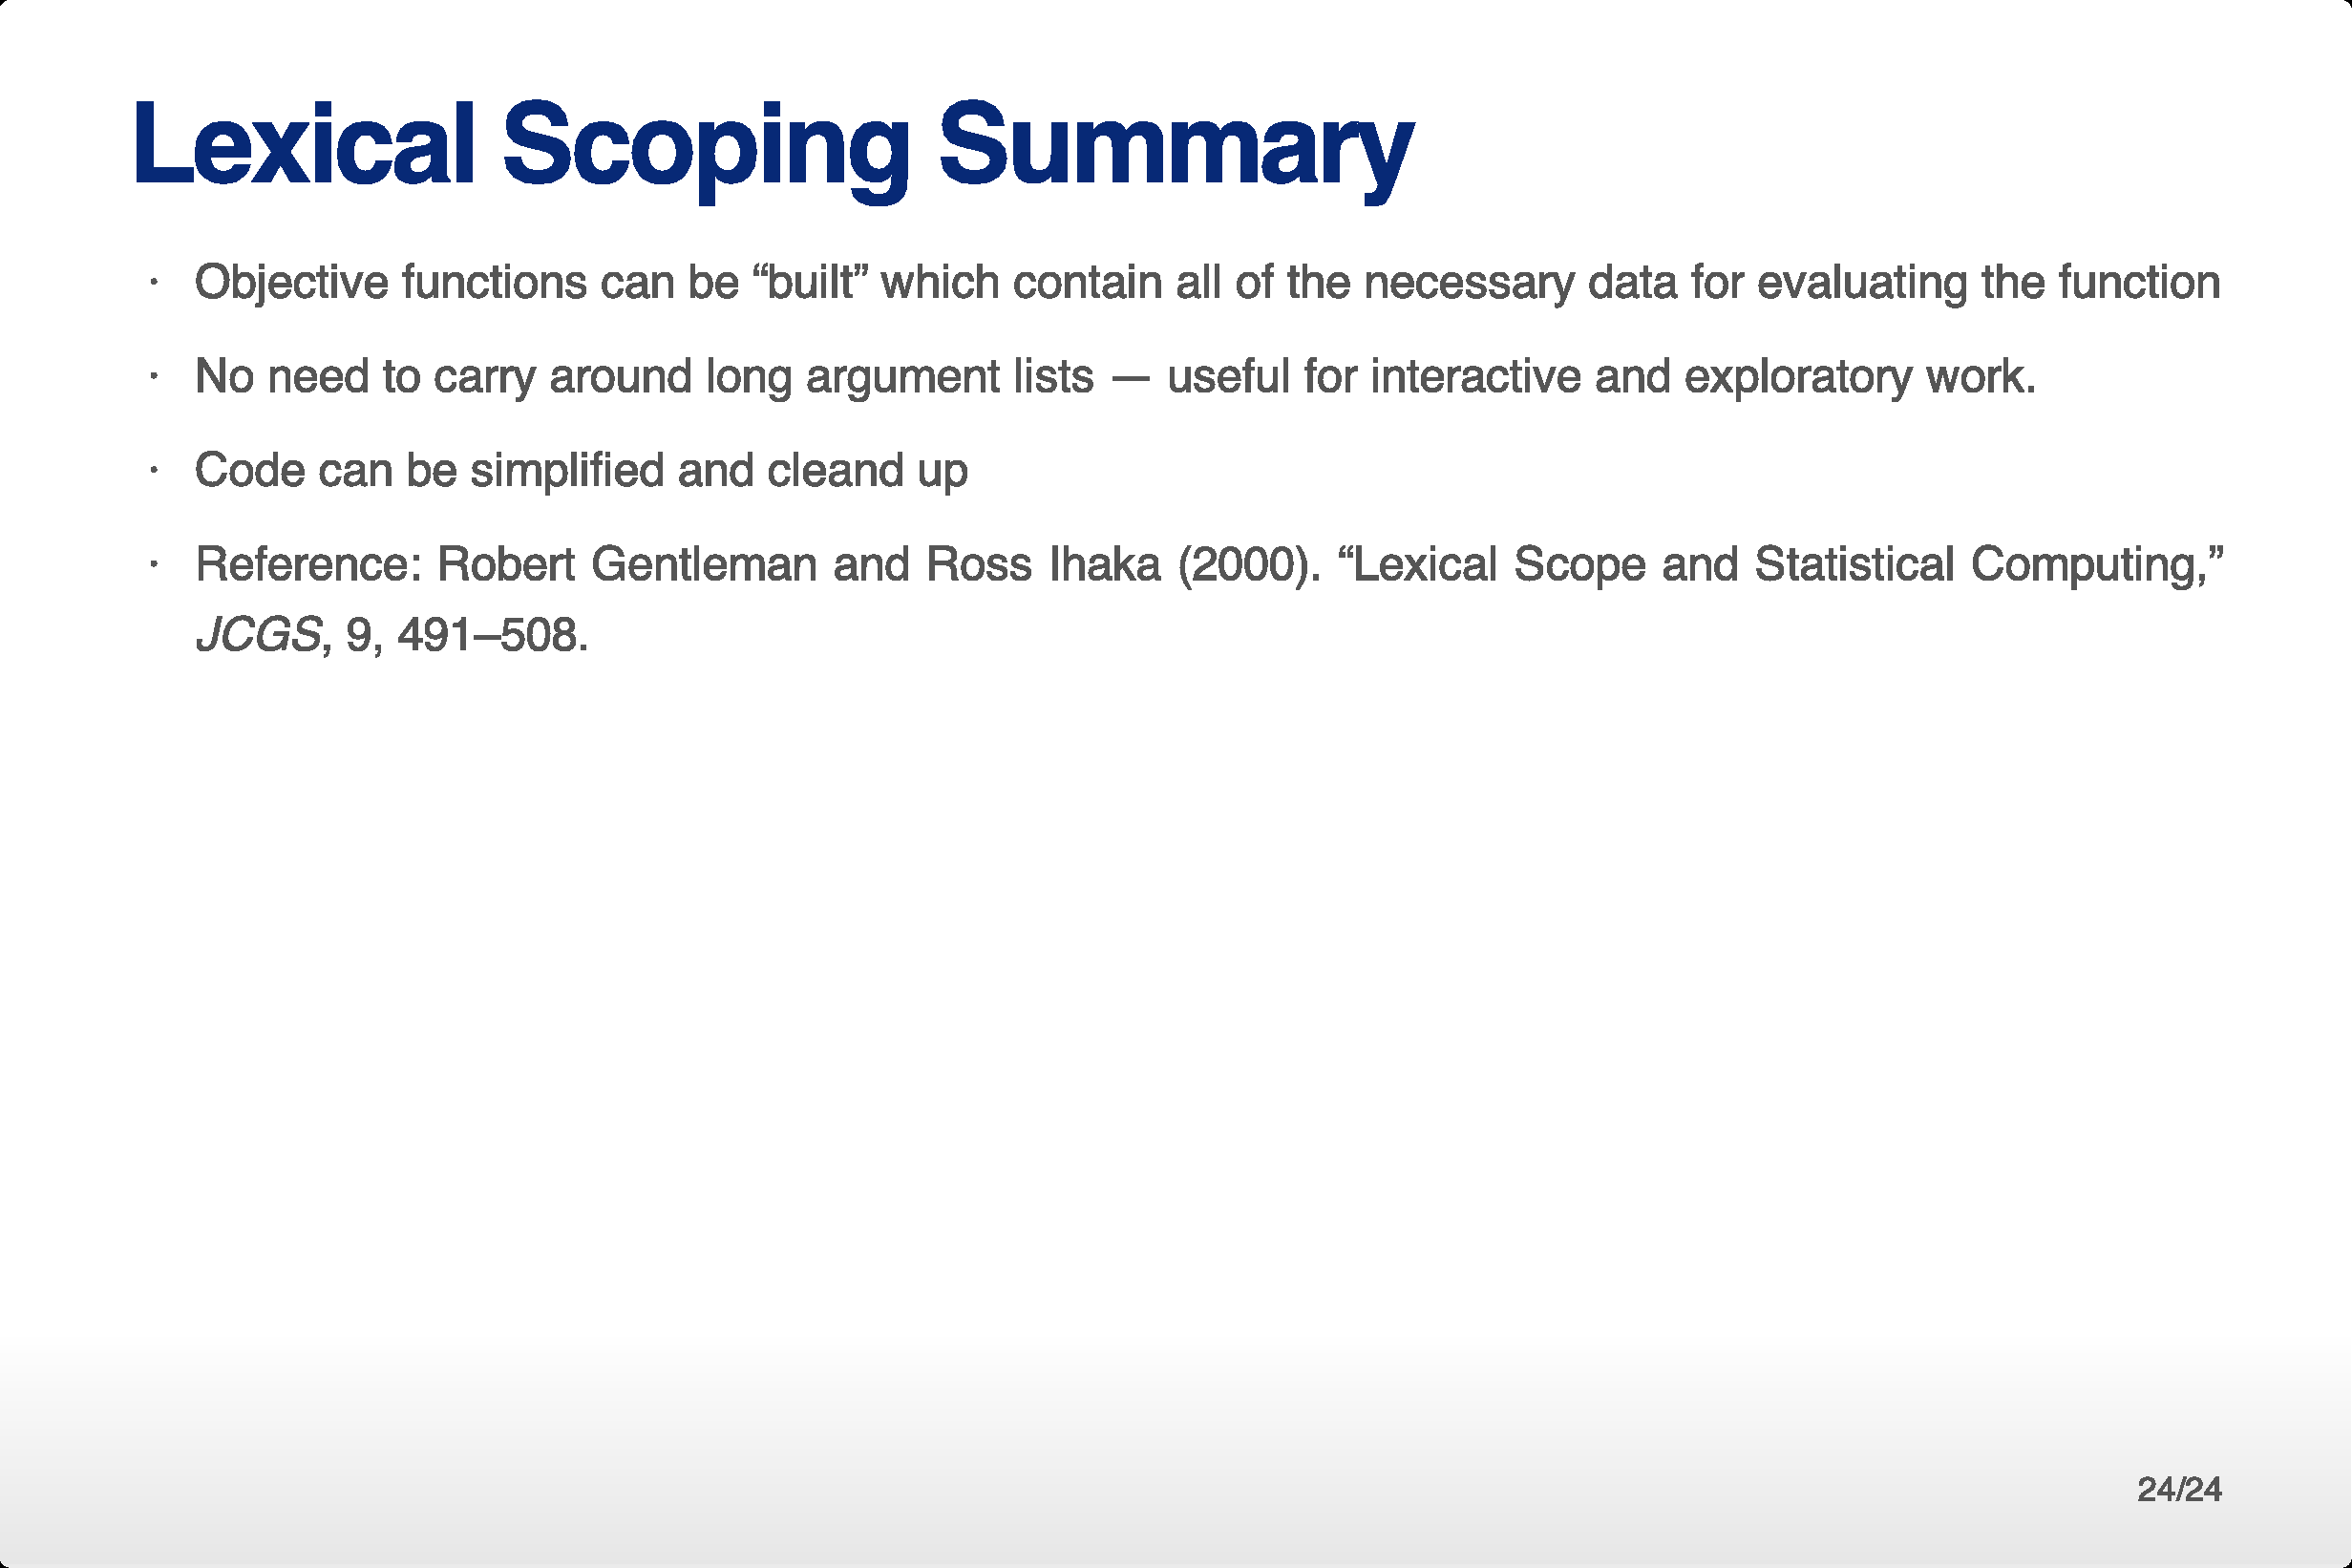 Lexical Scoping Summary
· Objective functions can be “built” which contain all of the necessary data for evaluating the function
· No need to carry around long argument lists — useful for interactive and exploratory work.
· Code can be simplified and cleand up
· Reference: Robert Gentleman and Ross Ihaka (2000). “Lexical Scope and Statistical Computing,”
JCGS, 9, 491–508.
24/24